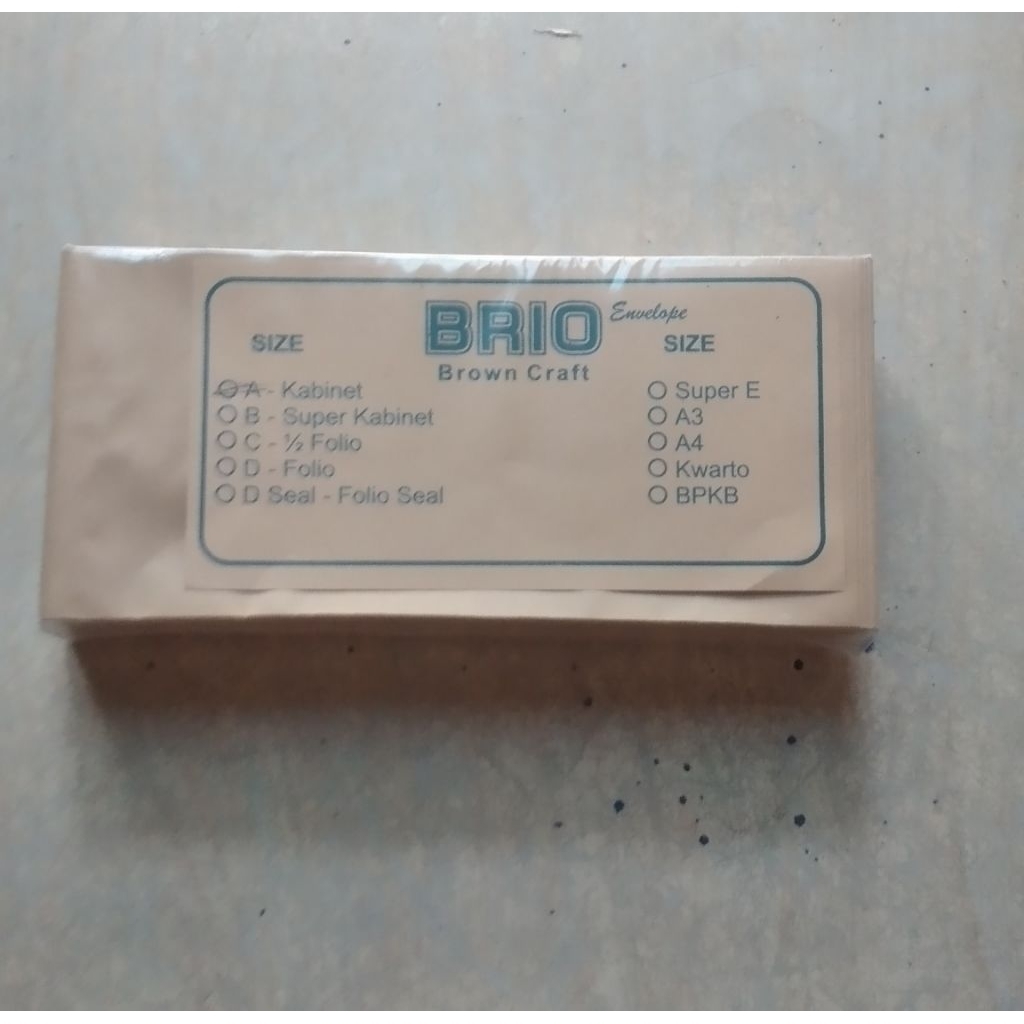 BRIO Envelope
Brown Craft
SIZE
A - Kabinet
B - Super Kabinet
C - ½ Folio
D - Folio
D Seal - Folio Seal
SIZE
Super E
A3
A4
Kwarto
BPKB